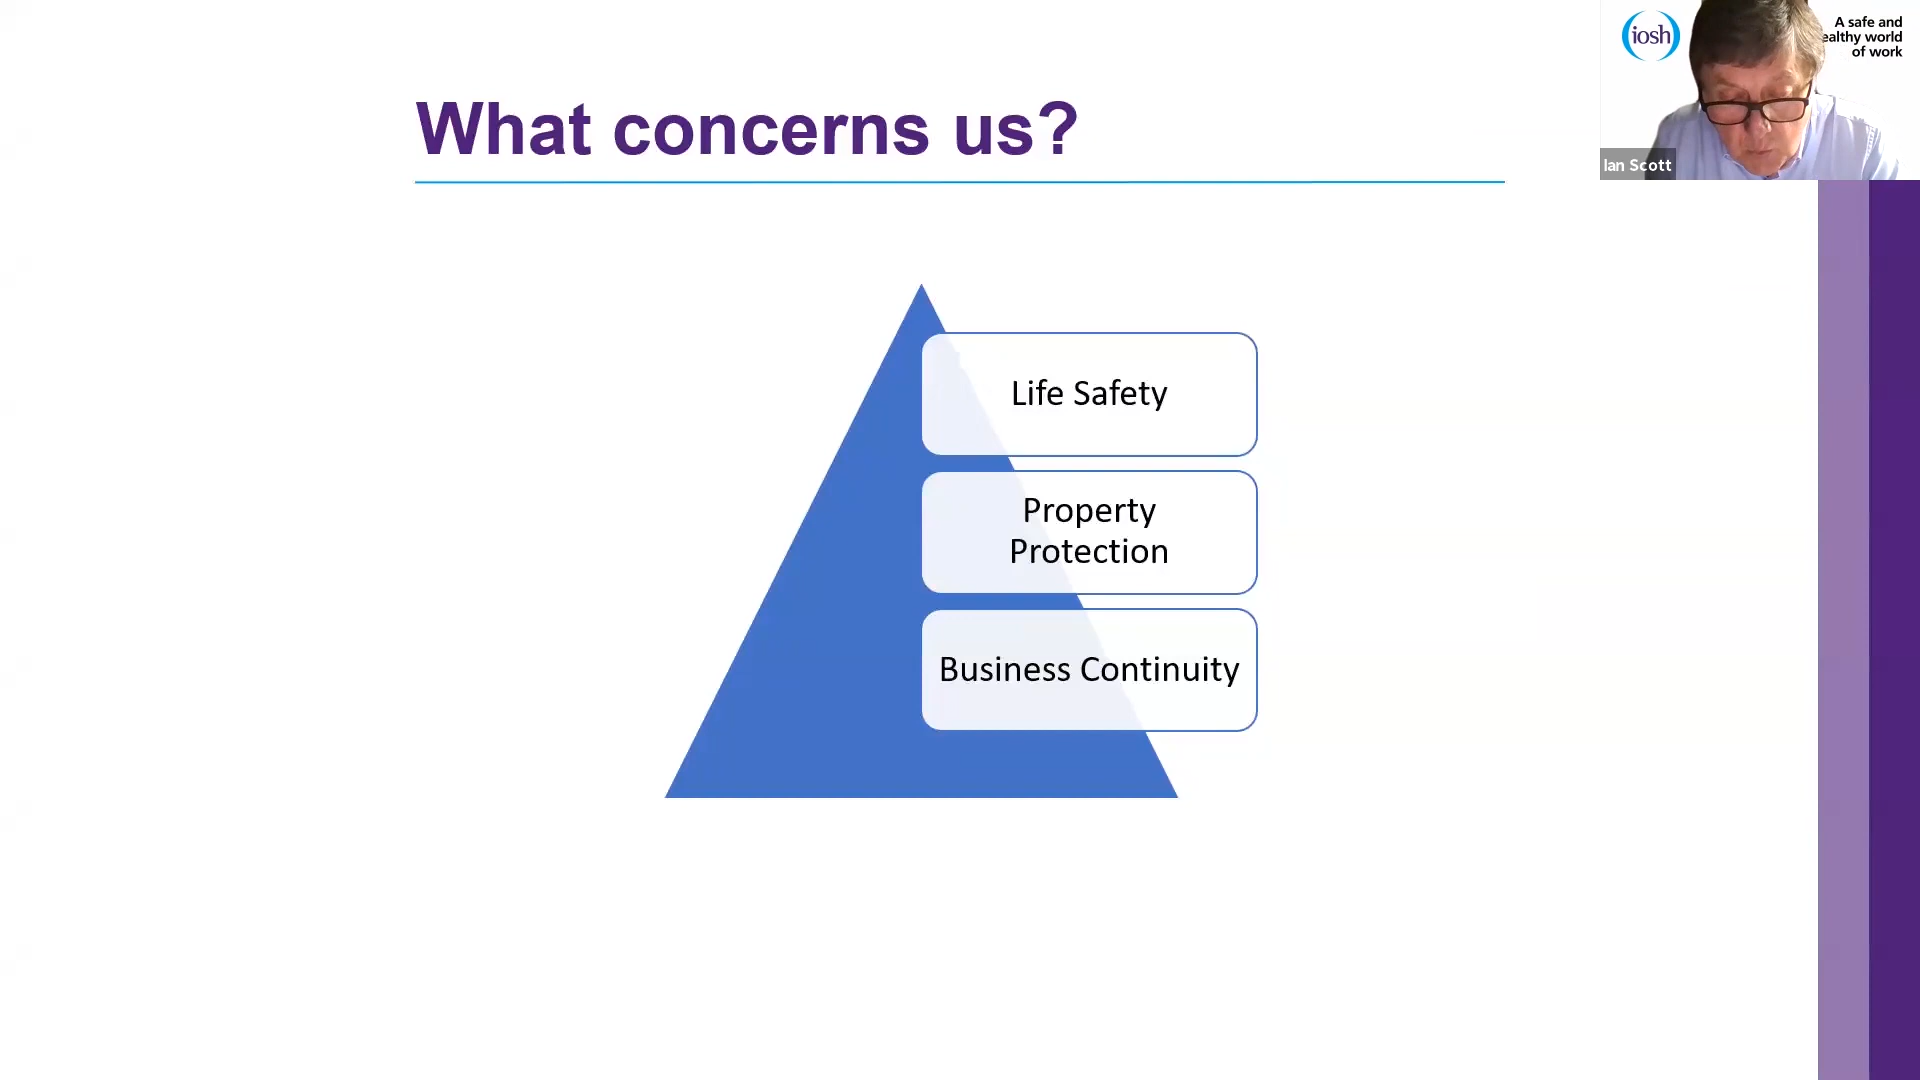 What concerns us?
iosh
A safe and
ealthy world
of work
Ian Scott
Life Safety
Property
Protection
Business Continuity